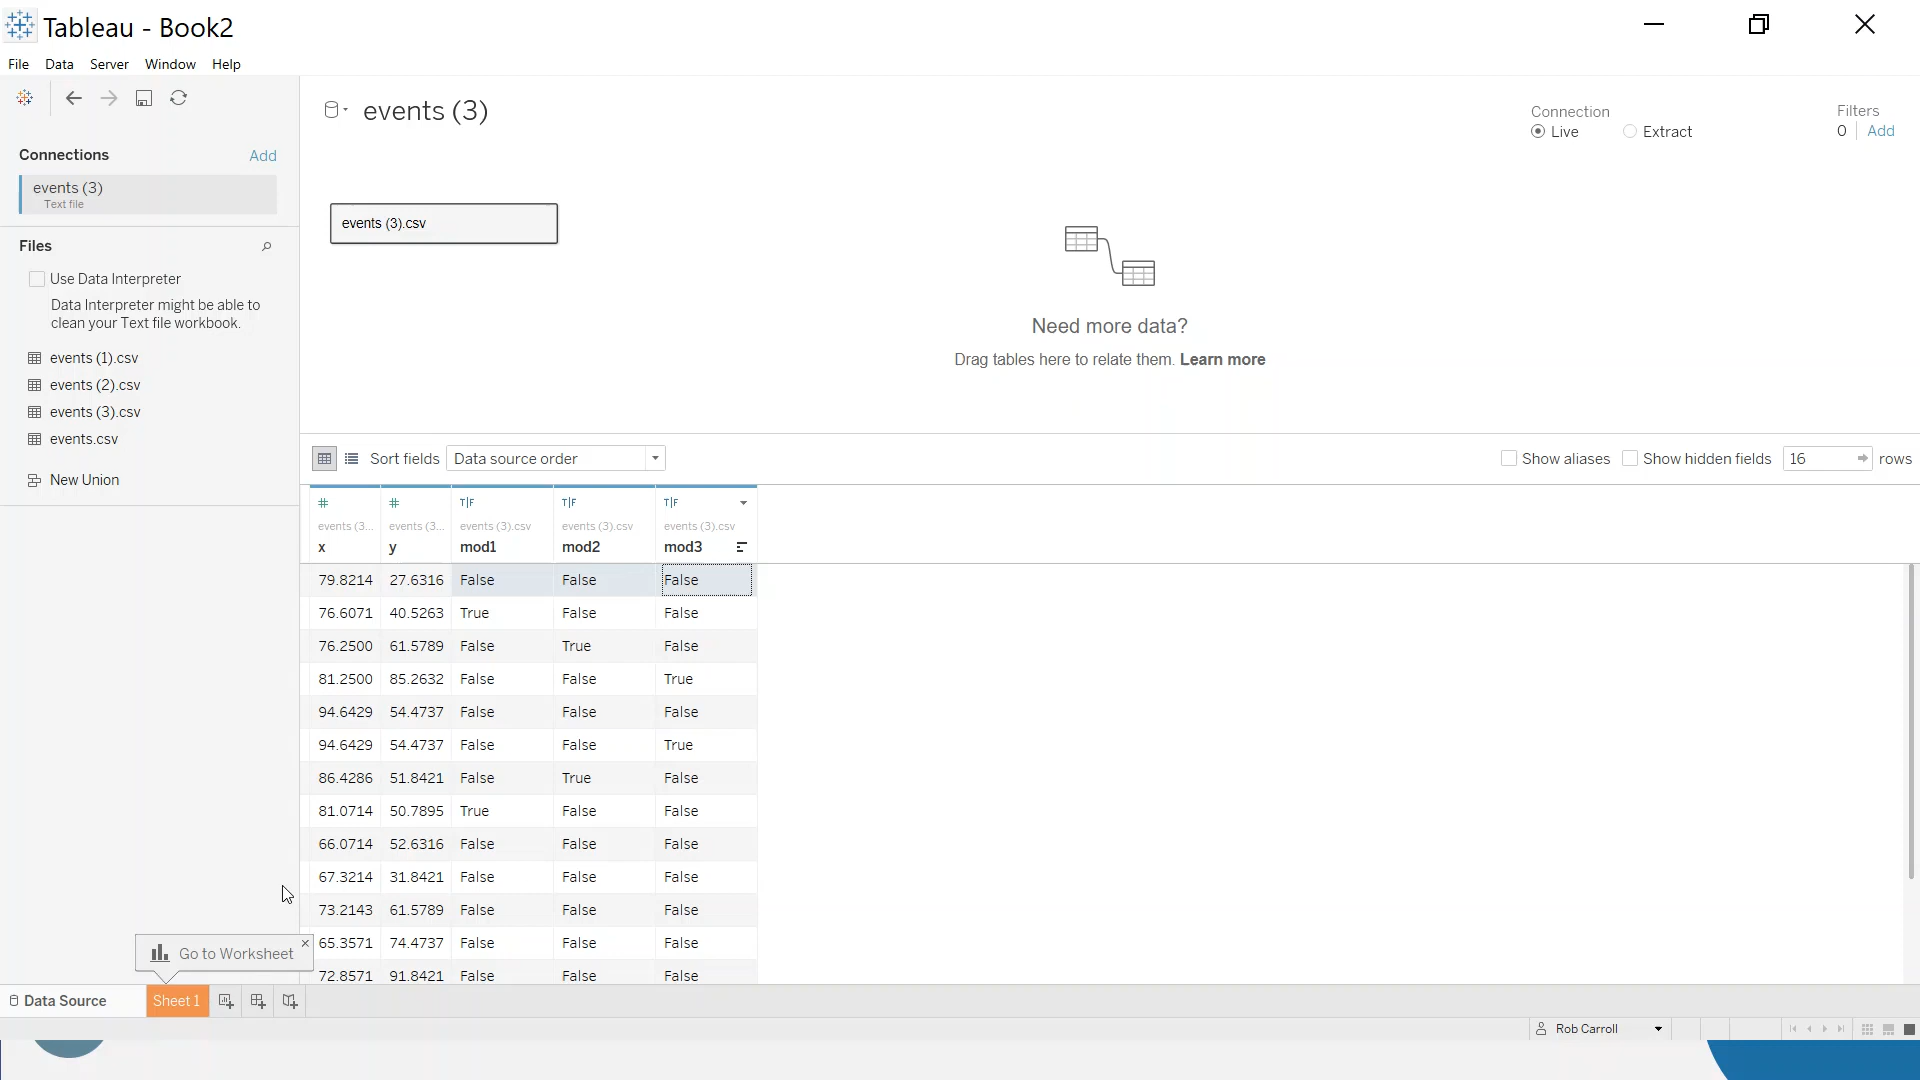 Tableau - Book2
File Data Server Window Help
events (3)
Connection
Live
Extract
Filters
0 Add
Connections
Add
events (3)
Text file
Files
Use Data Interpreter
Data Interpreter might be able to
clean your Text file workbook.
events (1).csv
events (2).csv
events (3).csv
events.csv
New Union
events (3).csv
Need more data?
Drag tables here to relate them. Learn more
Sort fields Data source order
Show aliases Show hidden fields 16 rows
# # T|F T|F T|F
events (3... events (3... events (3).csv events (3).csv events (3).csv
x y mod1 mod2 mod3
79.8214 27.6316 False False False
76.6071 40.5263 True False False
76.2500 61.5789 False True False
81.2500 85.2632 False False True
94.6429 54.4737 False False False
94.6429 54.4737 False False True
86.4286 51.8421 False True False
81.0714 50.7895 True False False
66.0714 52.6316 False False False
67.3214 31.8421 False False False
73.2143 61.5789 False False False
65.3571 74.4737 False False False
72.8571 91.8421 False False False
Go to Worksheet
Data Source Sheet 1
Rob Carroll